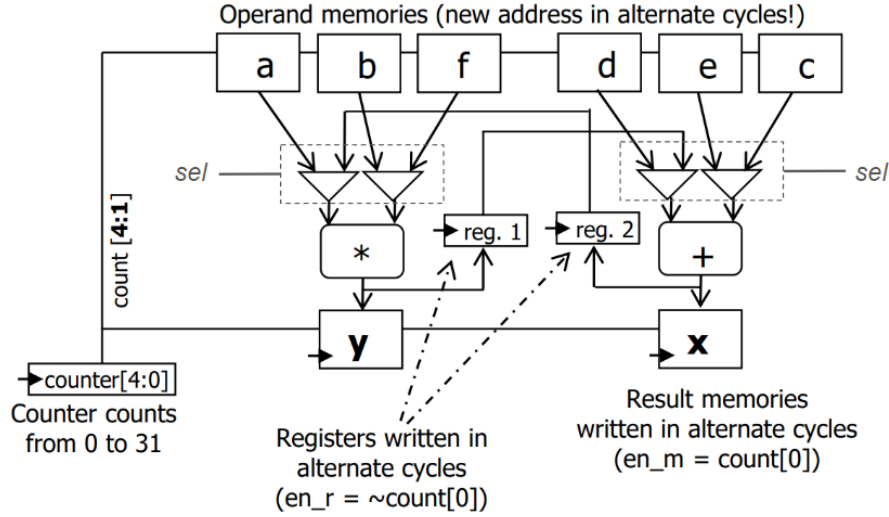 Operand memories (new address in alternate cycles!)
a b f d e c
sel
sel
count [4:1]
reg. 1
reg. 2
*
+
y
x
counter[4:0]
Counter counts
from 0 to 31
Registers written in
alternate cycles
(en_r = ~count[0])
Result memories
written in alternate cycles
(en_m = count[0])